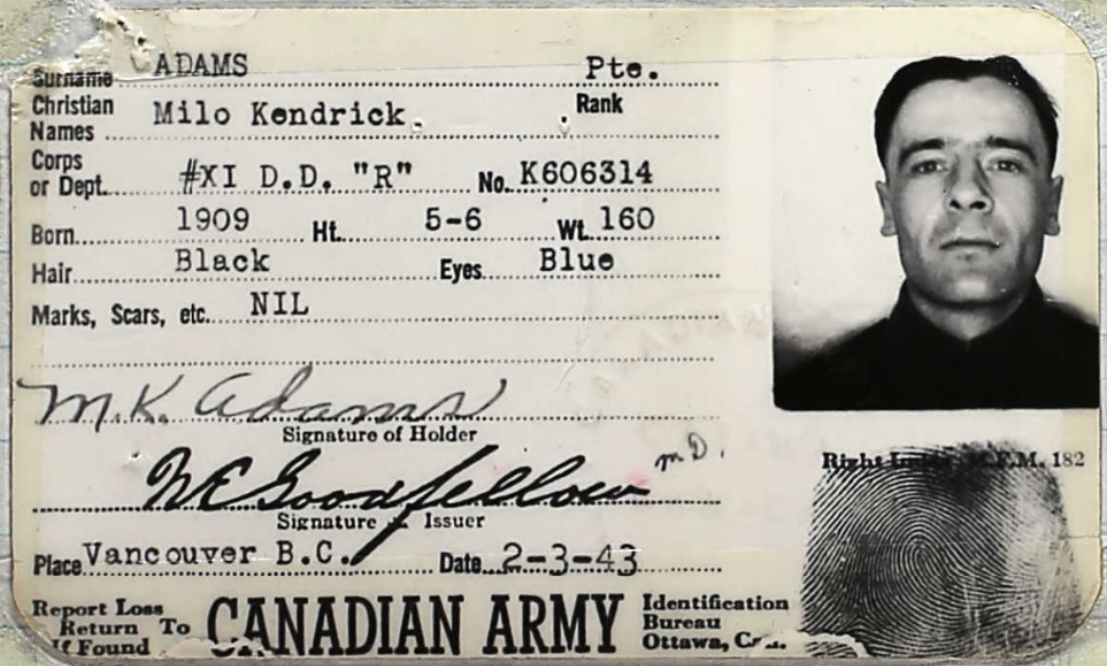 Surname ADAMS Pte.
Christian Names Milo Kendrick Rank
Corps or Dept. #XI D.D. "R" No. K606314
Born 1909 Ht. 5-6 Wt. 160
Hair Black Eyes Blue
Marks, Scars, etc. NIL
M.K. Adams
Signature of Holder
Goodfellow M.D.
Signature Issuer
Right M. 182
Place Vancouver B.C. Date 2-3-43
Report Loss Return To If Found CANADIAN ARMY Identification Bureau Ottawa,